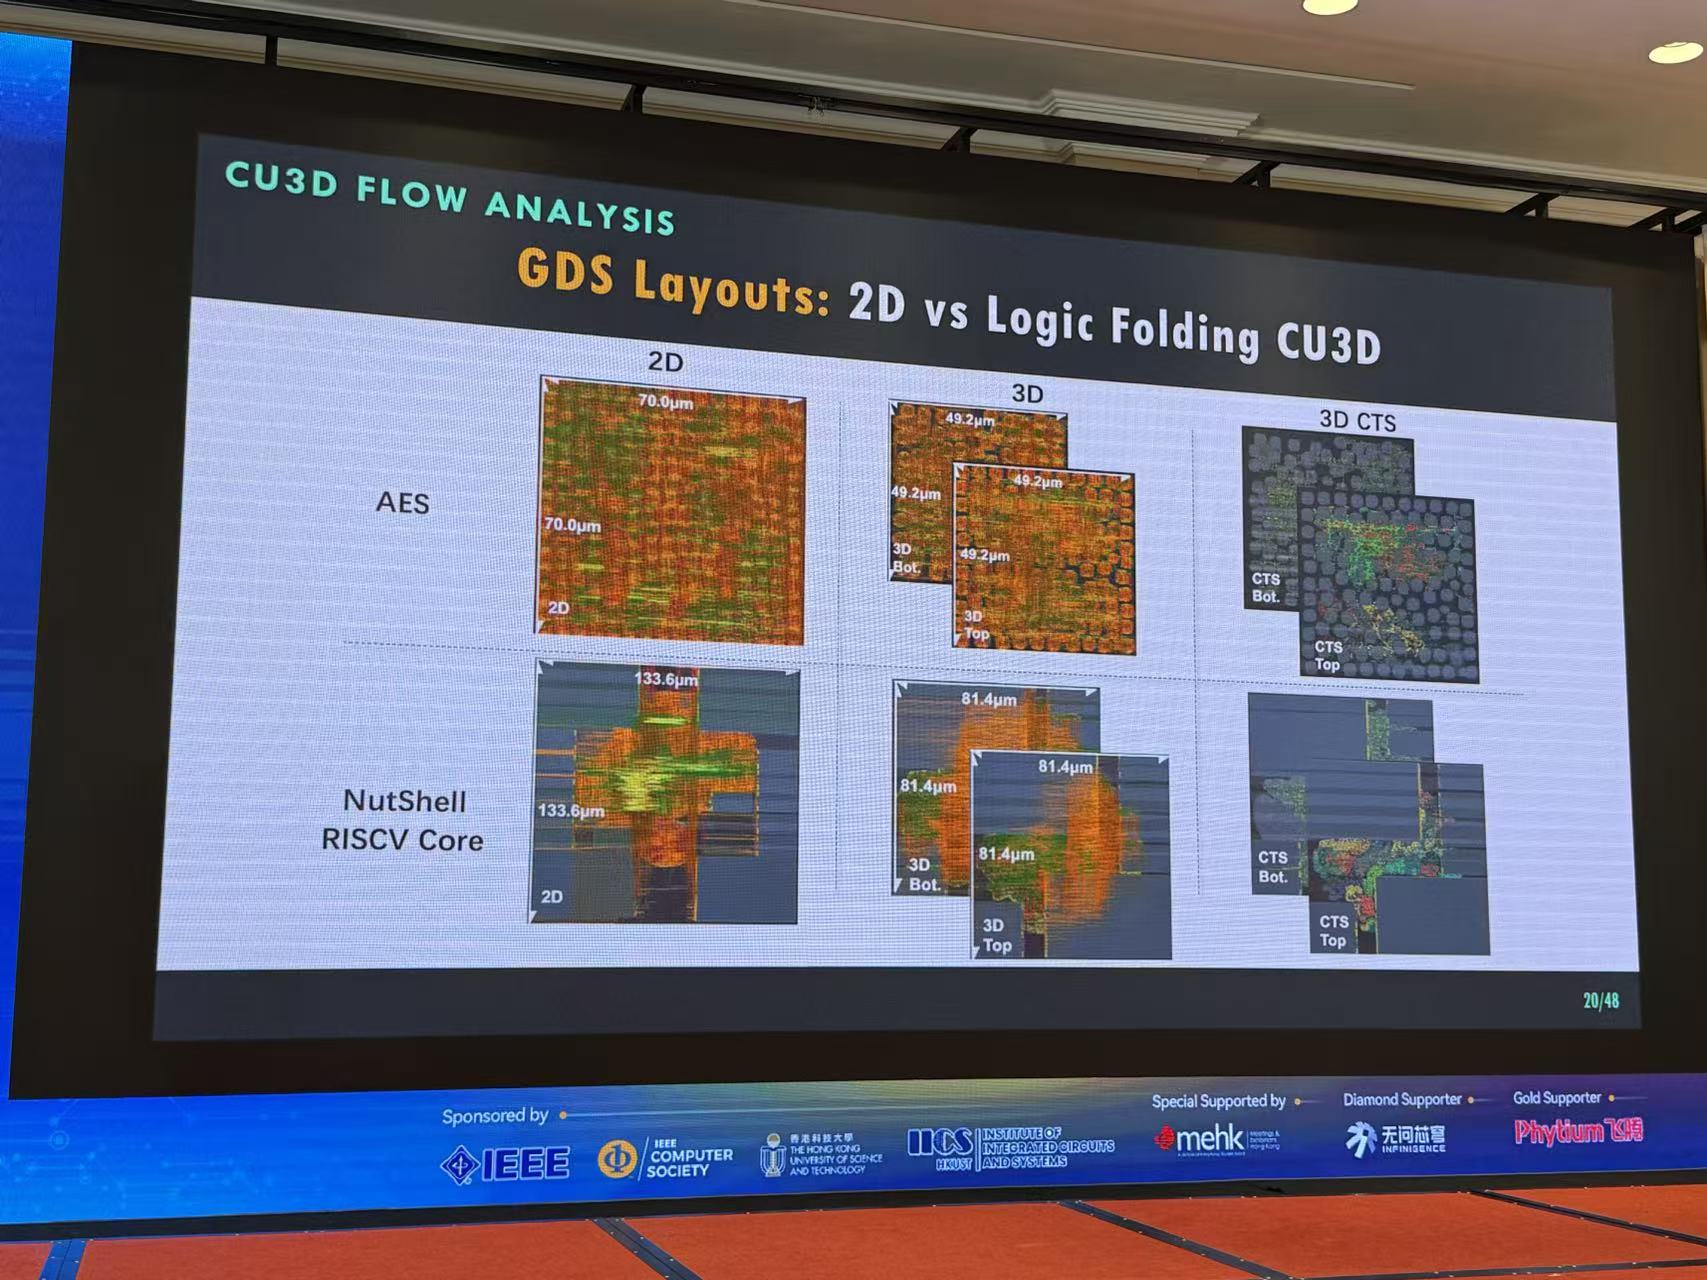 CU3D FLOW ANALYSIS
GDS Layouts: 2D vs Logic Folding CU3D
2D
3D
3D CTS
AES
70.0μm
70.0μm
2D
49.2μm
49.2μm
3D
Bot.
49.2μm
49.2μm
3D
Top
CTS
Bot.
CTS
Top
NutShell
RISCV Core
133.6μm
133.6μm
2D
81.4μm
81.4μm
3D
Bot.
81.4μm
81.4μm
3D
Top
CTS
Bot.
CTS
Top
20/48
Sponsored by
Special Supported by
Diamond Supporter
Gold Supporter
IEEE
IEEE
COMPUTER
SOCIETY
香港科技大學
THE HONG KONG
UNIVERSITY OF SCIENCE
AND TECHNOLOGY
IICS
HKUST
INSTITUTE OF
INTEGRATED CIRCUITS
AND SYSTEMS
mehk
Meetings &
Exhibitions
Hong Kong
无问芯穹
INFINIGENCE
Phytium飞腾